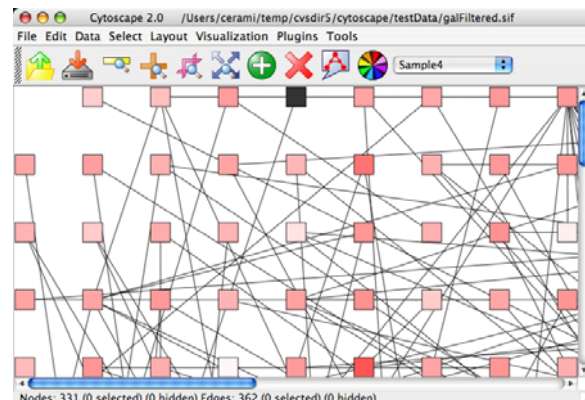 Cytoscape 2.0 /Users/cerami/temp/cvsdir5/cytoscape/testData/galFiltered.sif
File Edit Data Select Layout Visualization Plugins Tools
Sample4
Nodes: 331 (0 selected) (0 hidden) Edges: 362 (0 selected) (0 hidden)